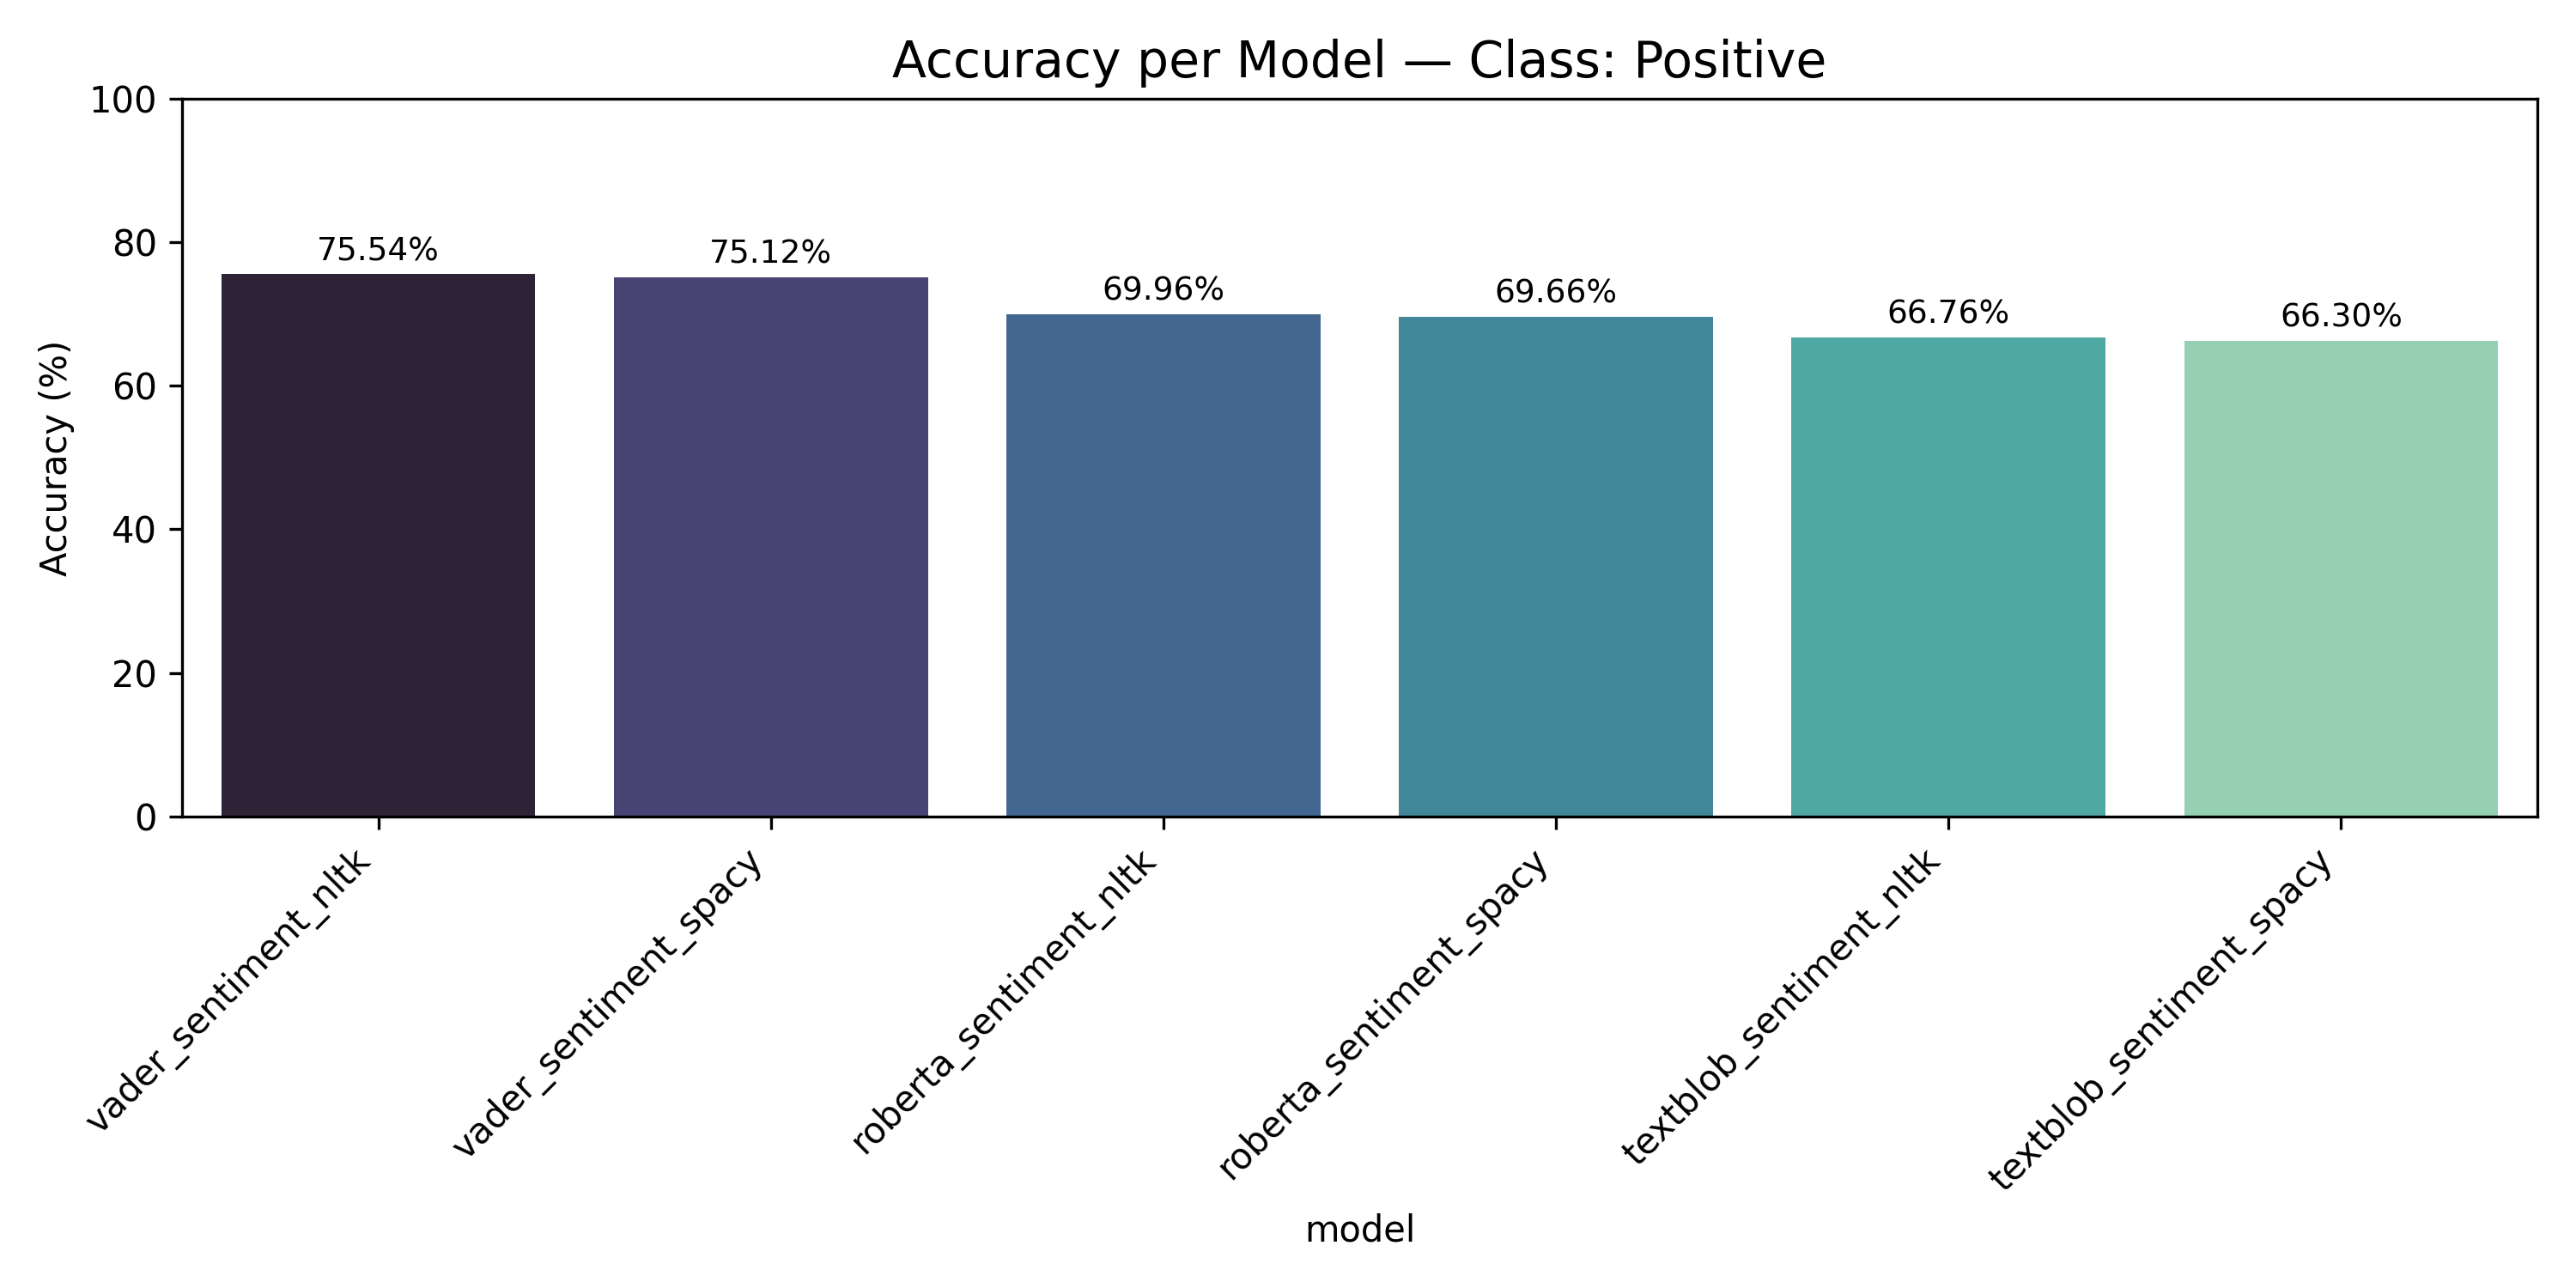 Accuracy per Model — Class: Positive
100
80
60
40
20
0
Accuracy (%)
75.54%
75.12%
69.96%
69.66%
66.76%
66.30%
vader_sentiment_nltk
vader_sentiment_spacy
roberta_sentiment_nltk
roberta_sentiment_spacy
textblob_sentiment_nltk
textblob_sentiment_spacy
model